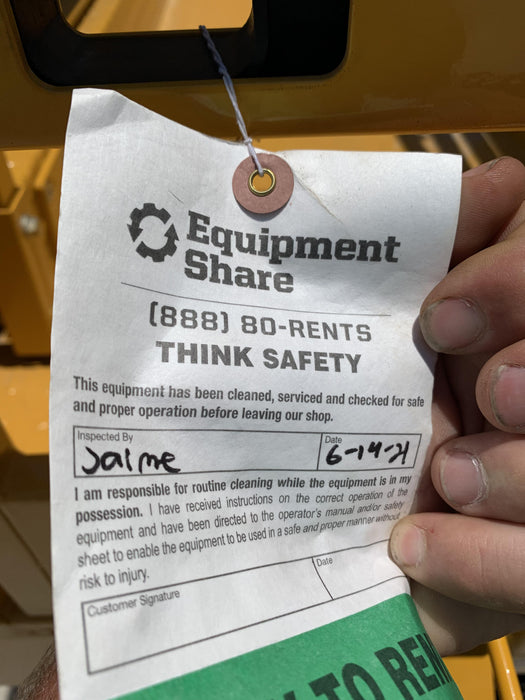 Equipment
Share
(888) 80-RENTS
THINK SAFETY
This equipment has been cleaned, serviced and checked for safe
and proper operation before leaving our shop.
Inspected By
Jaime
Date
6-14-21
I am responsible for routine cleaning while the equipment is in my
possession. I have received instructions on the correct operation of the
equipment and have been directed to the operator's manual and/or safety
sheet to enable the equipment to be used in a safe and proper manner without
risk to injury.
Customer Signature
Date
TO REN